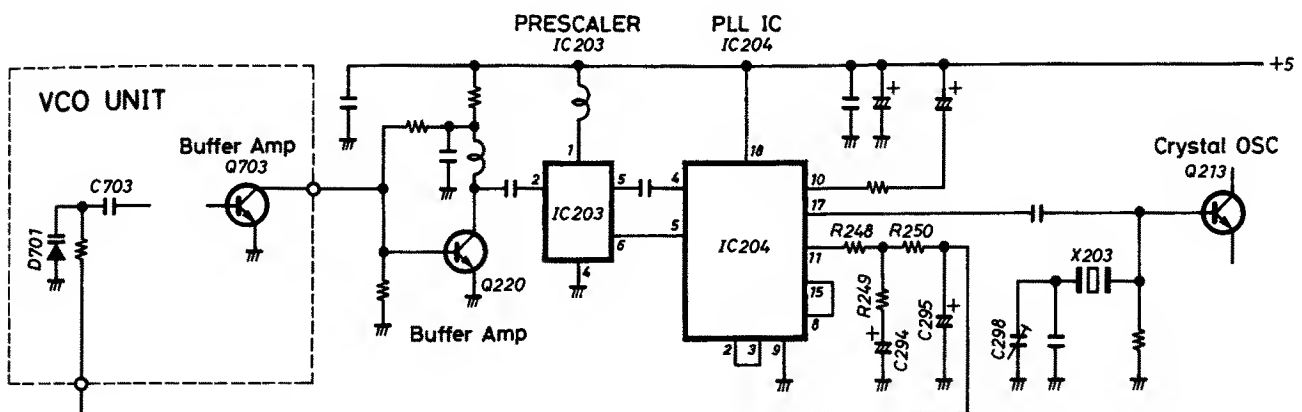 PRESCALER
IC203
PLL IC
IC204
+5
VCO UNIT
Buffer Amp
Q703
C703
D701
1
2
5
IC203
6
4
Q220
Buffer Amp
18
4
10
17
5
IC204
11
15
8
2
3
9
R248
R250
R249
+
C294
C295
+
+
+
Crystal OSC
Q213
X203
C298